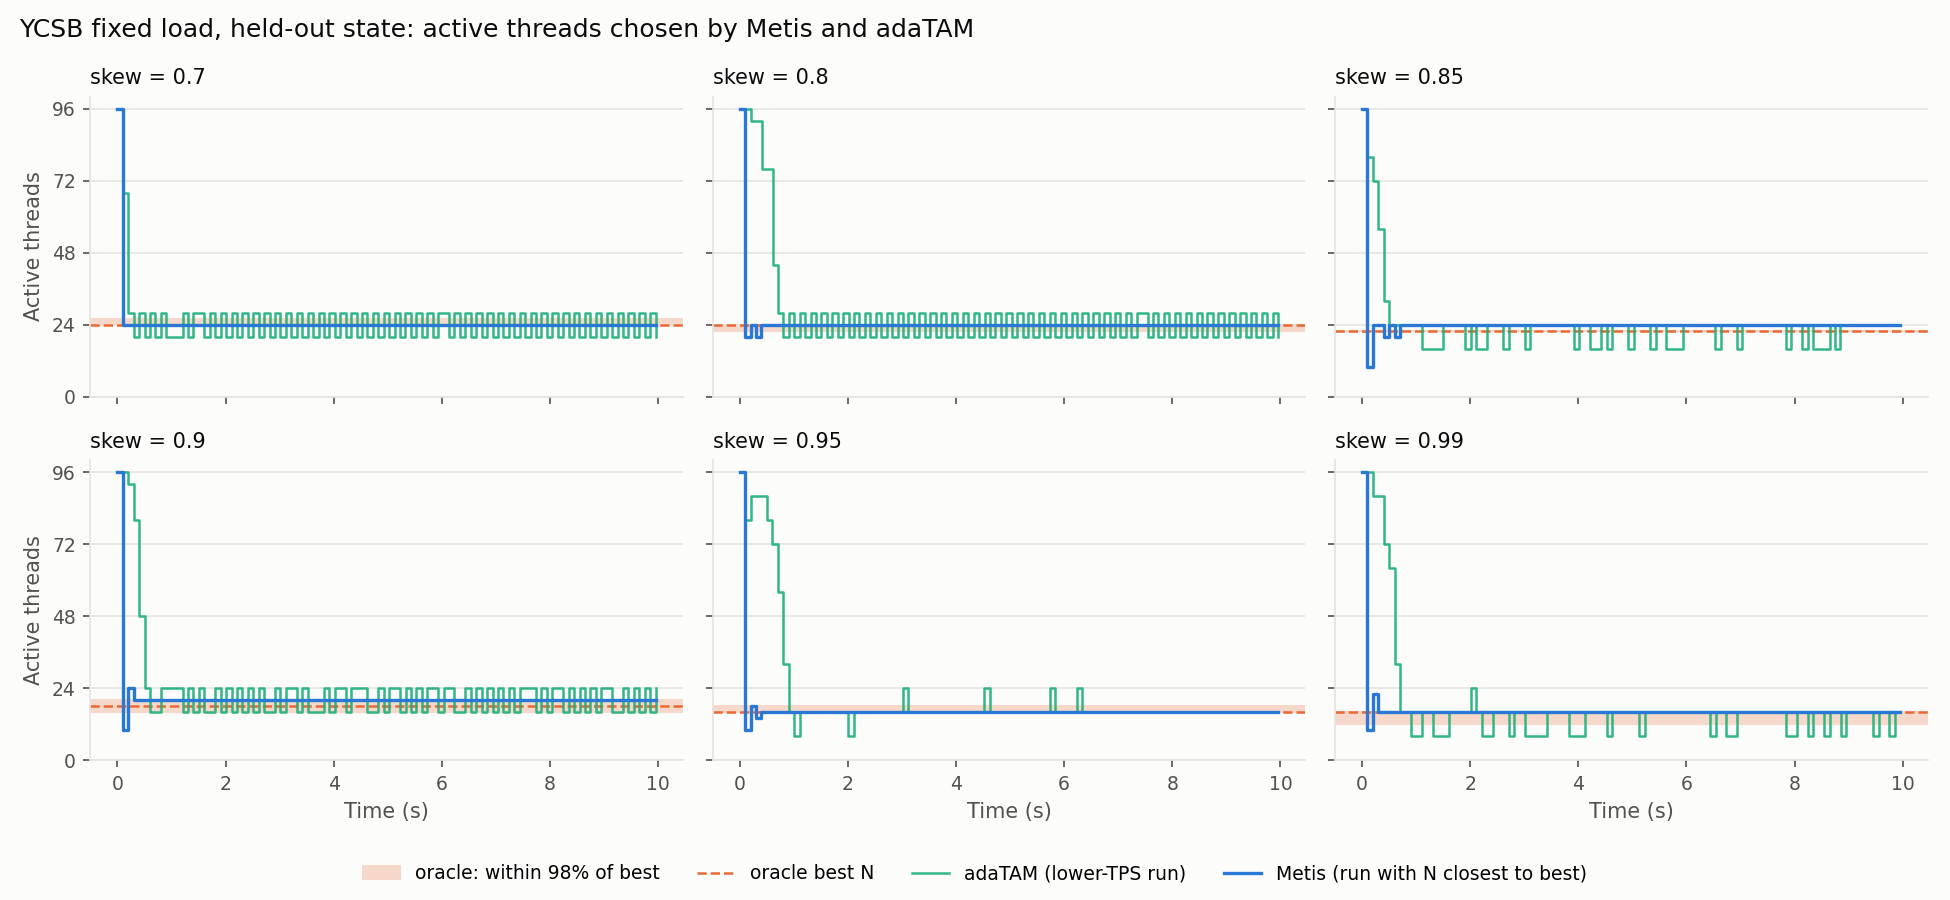 YCSB fixed load, held-out state: active threads chosen by Metis and adaTAM
skew = 0.7
skew = 0.8
skew = 0.85
96
72
48
24
0
Active threads
skew = 0.9
skew = 0.95
skew = 0.99
96
72
48
24
0
Active threads
0 2 4 6 8 10
0 2 4 6 8 10
0 2 4 6 8 10
Time (s)
Time (s)
Time (s)
oracle: within 98% of best
oracle best N
adaTAM (lower-TPS run)
Metis (run with N closest to best)